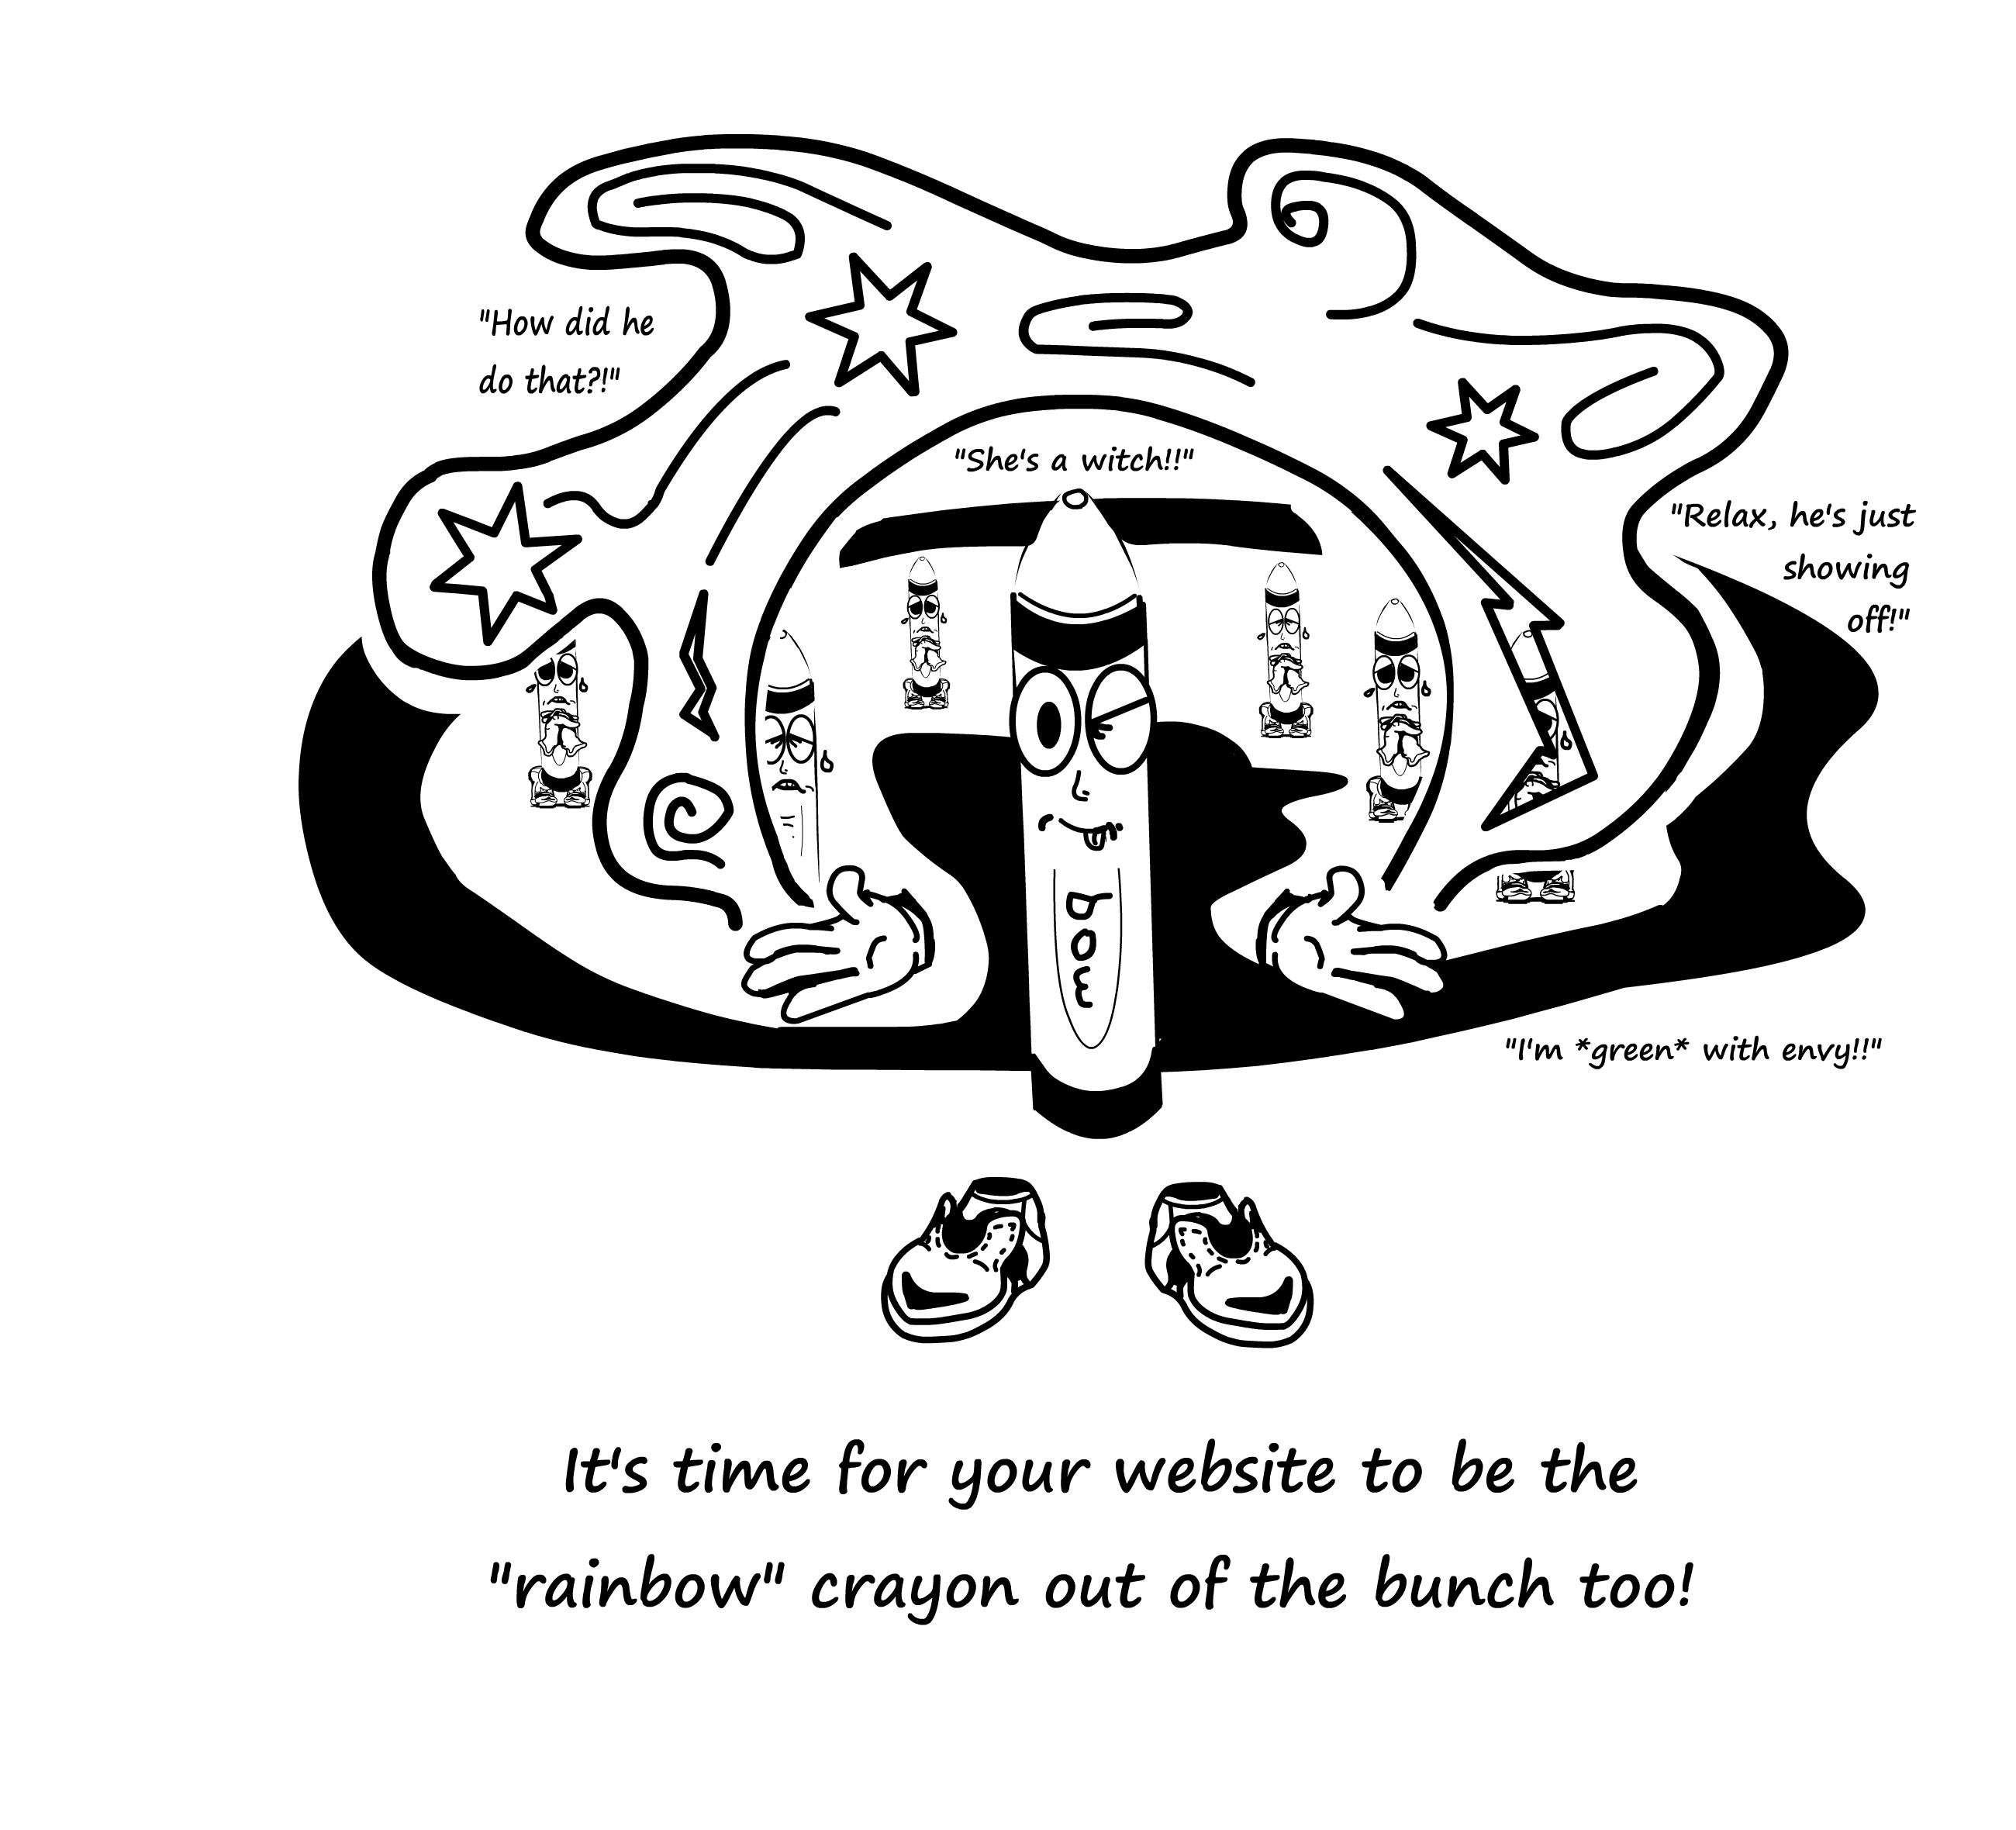 "How did he
do that?!"
"She's a witch!!"
"Relax, he's just
showing
off!"
"I'm *green* with envy!!"
It's time for your website to be the
"rainbow" crayon out of the bunch too!